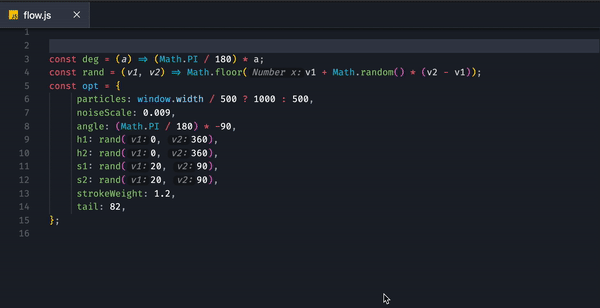 JS flow.js ×
1
2
3 const deg = (a) => (Math.PI / 180) * a;
4 const rand = (v1, v2) => Math.floor( Number x: v1 + Math.random() * (v2 - v1));
5 const opt = {
6 particles: window.width / 500 ? 1000 : 500,
7 noiseScale: 0.009,
8 angle: (Math.PI / 180) * -90,
9 h1: rand( v1: 0, v2: 360),
10 h2: rand( v1: 0, v2: 360),
11 s1: rand( v1: 20, v2: 90),
12 s2: rand( v1: 20, v2: 90),
13 strokeWeight: 1.2,
14 tail: 82,
15 };
16